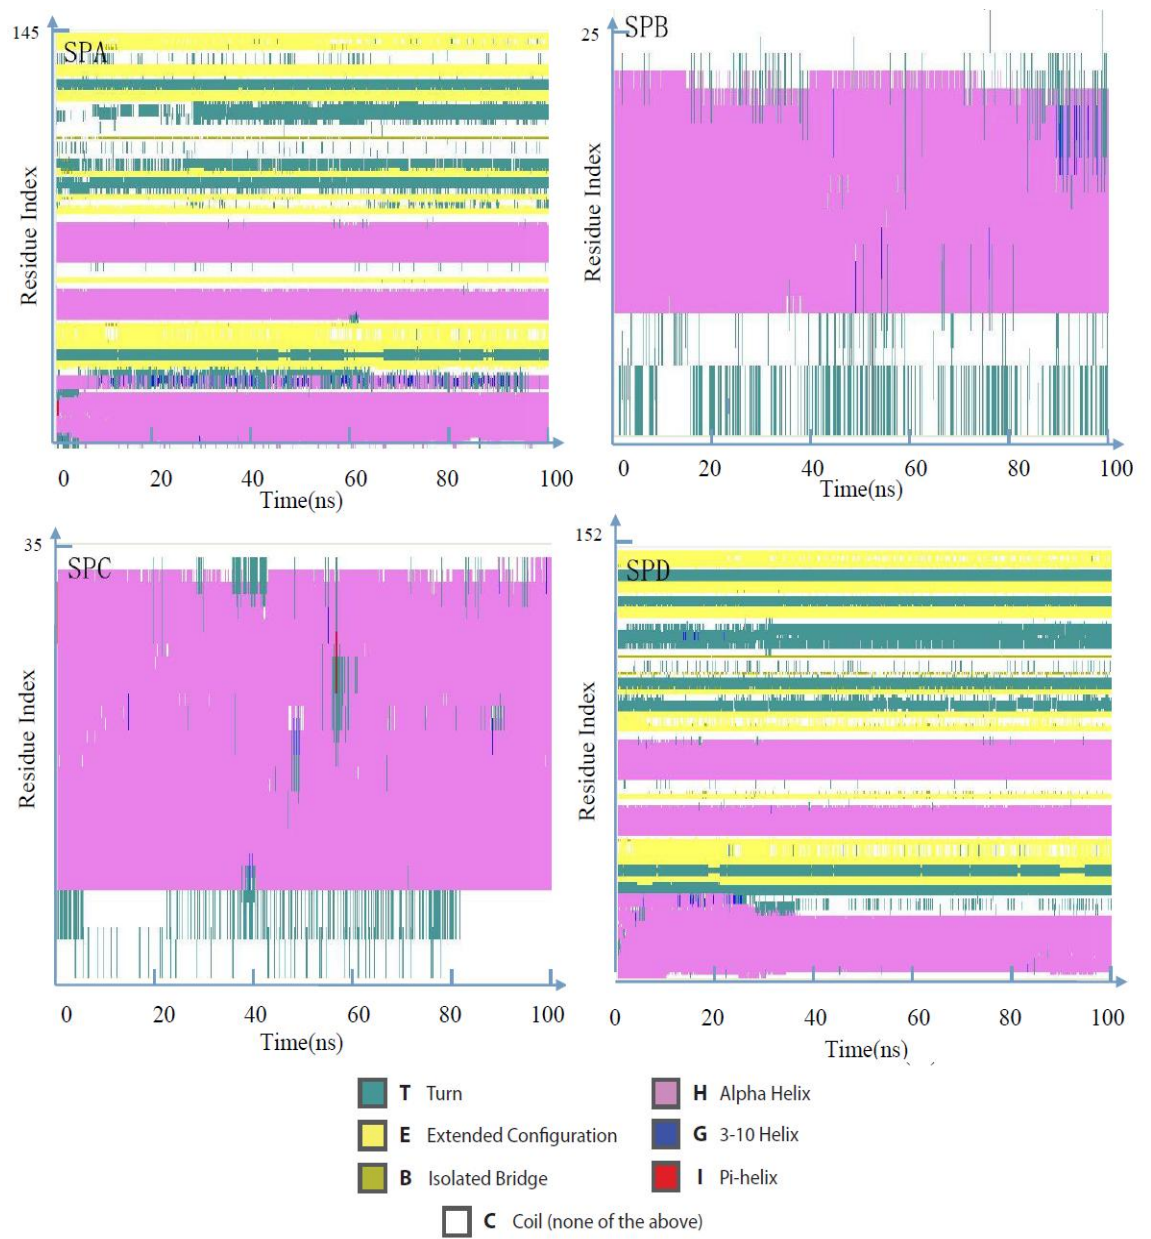 145
SPA
Residue Index
0 20 40 60 80 100
Time(ns)
25
SPB
Residue Index
0 20 40 60 80 100
Time(ns)
35
SPC
Residue Index
0 20 40 60 80 100
Time(ns)
152
SPD
Residue Index
0 20 40 60 80 100
Time(ns)
T Turn
H Alpha Helix
E Extended Configuration
G 3-10 Helix
B Isolated Bridge
I Pi-helix
C Coil (none of the above)